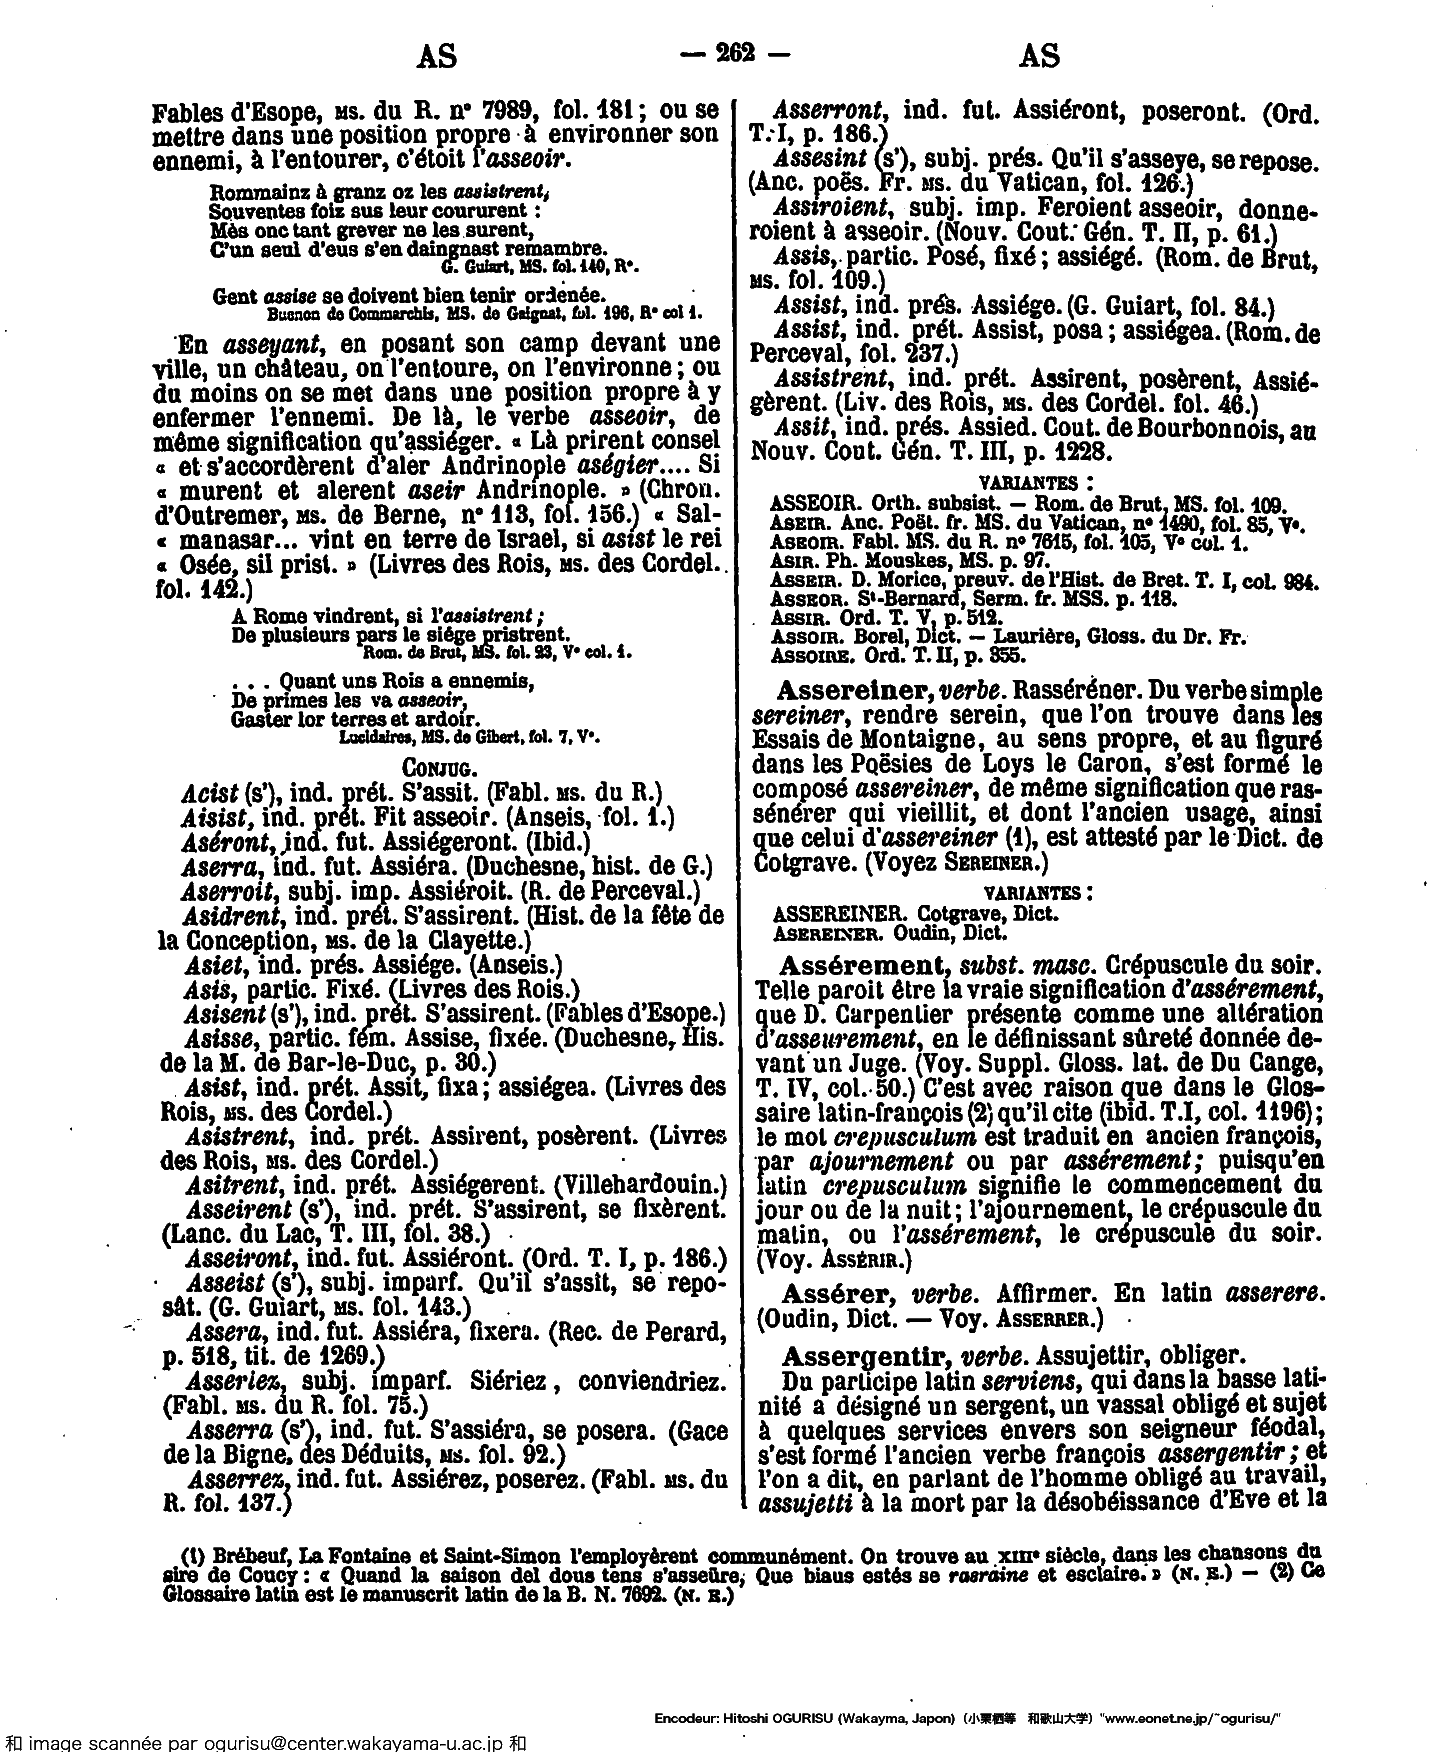 AS — 262 — AS
Fables d'Esope, MS. du R. n° 7989, fol. 181 ; ou se
mettre dans une position propre à environner son
ennemi, à l'entourer, c'étoit l'asseoir.
Rommainz à granz oz les assistrent,
Souventes foiz sus leur coururent :
Mès onc tant grever ne les surent,
C'un seul d'eus s'en daingnast remambre.
G. Guiart, MS. fol. 140, R°.
Gent assise se doivent bien tenir ordenée.
Buenon de Commarchis, MS. de Gaignat, fol. 196, R° col 1.
En asseyant, en posant son camp devant une
ville, un château, on l'entoure, on l'environne ; ou
du moins on se met dans une position propre à y
enfermer l'ennemi. De là, le verbe asseoir, de
même signification qu'assiéger. « Là prirent consel
« et s'accordèrent d'aler Andrinople aségier.... Si
« murent et alerent aseir Andrinople. » (Chron.
d'Outremer, MS. de Berne, n° 113, fol. 156.) « Sal-
« manasar... vint en terre de Israel, si asist le rei
« Osée, sil prist. » (Livres des Rois, MS. des Cordel.
fol. 142.)
A Rome vindrent, si l'assistrent ;
De plusieurs pars le siége pristrent.
Rom. de Brut, MS. fol. 23, V° col. 1.
. . . Quant uns Rois a ennemis,
De primes les va asseoir,
Gaster lor terres et ardoir.
Lucidaires, MS. de Gibert, fol. 7, V°.
CONJUG.
Acist (s'), ind. prét. S'assit. (Fabl. MS. du R.)
Aisist, ind. prét. Fit asseoir. (Anseis, fol. 1.)
Aséront, ind. fut. Assiégeront. (Ibid.)
Aserra, ind. fut. Assiéra. (Duchesne, hist. de G.)
Aserroit, subj. imp. Assiéroit. (R. de Perceval.)
Asidrent, ind. prét. S'assirent. (Hist. de la fête de
la Conception, MS. de la Clayette.)
Asiet, ind. prés. Assiége. (Anseis.)
Asis, partic. Fixé. (Livres des Rois.)
Asisent (s'), ind. prét. S'assirent. (Fables d'Esope.)
Asisse, partic. fém. Assise, fixée. (Duchesne, His.
de la M. de Bar-le-Duc, p. 30.)
Asist, ind. prét. Assit, fixa ; assiégea. (Livres des
Rois, MS. des Cordel.)
Asistrent, ind. prét. Assirent, posèrent. (Livres
des Rois, MS. des Cordel.)
Asitrent, ind. prét. Assiégerent. (Villehardouin.)
Asseirent (s'), ind. prét. S'assirent, se fixèrent.
(Lanc. du Lac, T. III, fol. 38.)
Asseiront, ind. fut. Assiéront. (Ord. T. I, p. 186.)
Asseist (s'), subj. imparf. Qu'il s'assit, se repo-
sât. (G. Guiart, MS. fol. 143.)
Assera, ind. fut. Assiéra, fixera. (Rec. de Perard,
p. 518, tit. de 1269.)
Asseriez, subj. imparf. Siériez, conviendriez.
(Fabl. MS. du R. fol. 75.)
Asserra (s'), ind. fut. S'assiéra, se posera. (Gace
de la Bigne, des Déduits, MS. fol. 92.)
Asserrez, ind. fut. Assiérez, poserez. (Fabl. MS. du
R. fol. 137.)
Asserront, ind. fut. Assiéront, poseront. (Ord.
T. I, p. 186.)
Assesint (s'), subj. prés. Qu'il s'asseye, se repose.
(Anc. poës. Fr. MS. du Vatican, fol. 126.)
Assiroient, subj. imp. Feroient asseoir, donne-
roient à asseoir. (Nouv. Cout. Gén. T. II, p. 61.)
Assis, partic. Posé, fixé ; assiégé. (Rom. de Brut,
MS. fol. 109.)
Assist, ind. prés. Assiége. (G. Guiart, fol. 84.)
Assist, ind. prét. Assist, posa ; assiégea. (Rom. de
Perceval, fol. 237.)
Assistrent, ind. prét. Assirent, posèrent, Assié-
gèrent. (Liv. des Rois, MS. des Cordel. fol. 46.)
Assit, ind. prés. Assied. Cout. de Bourbonnois, au
Nouv. Cout. Gén. T. III, p. 1228.
VARIANTES :
ASSEOIR. Orth. subsist. — Rom. de Brut, MS. fol. 109.
ASEIR. Anc. Poët. fr. MS. du Vatican, n° 1490, fol. 85, V°.
ASEOIR. Fabl. MS. du R. n° 7615, fol. 105, V° col. 1.
ASIR. Ph. Mouskes, MS. p. 97.
ASSEIR. D. Morice, preuv. de l'Hist. de Bret. T. I, col. 984.
ASSEOR. St-Bernard, Serm. fr. MSS. p. 118.
ASSIR. Ord. T. V, p. 512.
ASSOIR. Borel, Dict. — Laurière, Gloss. du Dr. Fr.
ASSOIRE. Ord. T. II, p. 355.
Assereiner, verbe. Rasséréner. Du verbe simple
sereiner, rendre serein, que l'on trouve dans les
Essais de Montaigne, au sens propre, et au figuré
dans les Poësies de Loys le Caron, s'est formé le
composé assereiner, de même signification que ras-
sénérer qui vieillit, et dont l'ancien usage, ainsi
que celui d'assereiner (1), est attesté par le Dict. de
Cotgrave. (Voyez SEREINER.)
VARIANTES :
ASSEREINER. Cotgrave, Dict.
ASEREINER. Oudin, Dict.
Assérement, subst. masc. Crépuscule du soir.
Telle paroit être la vraie signification d'assérement,
que D. Carpentier présente comme une altération
d'asseurement, en le définissant sûreté donnée de-
vant un Juge. (Voy. Suppl. Gloss. lat. de Du Cange,
T. IV, col. 50.) C'est avec raison que dans le Glos-
saire latin-françois (2) qu'il cite (ibid. T. I, col. 1196) ;
le mot crepusculum est traduit en ancien françois,
par ajournement ou par assérement ; puisqu'en
latin crepusculum signifie le commencement du
jour ou de la nuit ; l'ajournement, le crépuscule du
matin, ou l'assérement, le crépuscule du soir.
(Voy. ASSÉRIR.)
Assérer, verbe. Affirmer. En latin asserere.
(Oudin, Dict. — Voy. ASSERRER.)
Assergentir, verbe. Assujettir, obliger.
Du participe latin serviens, qui dans la basse lati-
nité a désigné un sergent, un vassal obligé et sujet
à quelques services envers son seigneur féodal,
s'est formé l'ancien verbe françois assergentir ; et
l'on a dit, en parlant de l'homme obligé au travail,
assujetti à la mort par la désobéissance d'Eve et la
(1) Brébeuf, La Fontaine et Saint-Simon l'employèrent communément. On trouve au XIIIe siècle, dans les chansons du
sire de Coucy : « Quand la saison del dous tens s'asseüre, Que biaus estés se rasraine et esclaire. » (N. E.) — (2) Ce
Glossaire latin est le manuscrit latin de la B. N. 7692. (N. E.)
Encodeur: Hitoshi OGURISU (Wakayma, Japon) (小栗栖等 和歌山大学) "www.eonet.ne.jp/~ogurisu/"
和 image scannée par ogurisu@center.wakayama-u.ac.jp 和